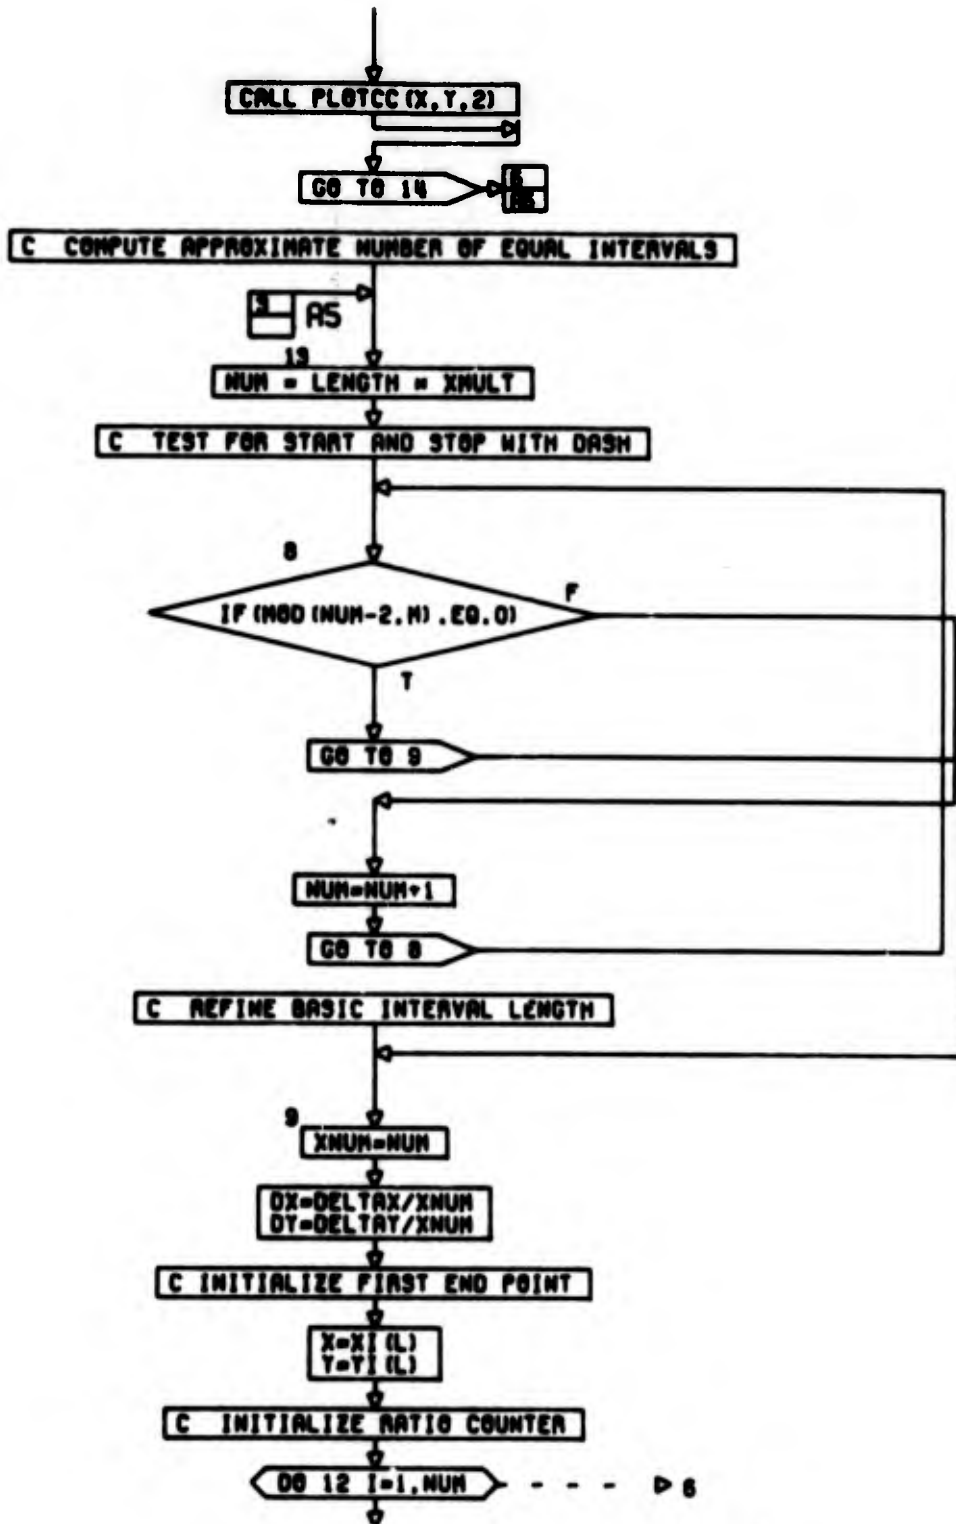 CALL PLOTCC(X,Y,2)
GO TO 14
6
C COMPUTE APPROXIMATE NUMBER OF EQUAL INTERVALS
3
A5
13
NUM = LENGTH * XMULT
C TEST FOR START AND STOP WITH DASH
8
F
IF(MOD(NUM-2,M).EQ.0)
T
GO TO 9
NUM=NUM+1
GO TO 8
C REFINE BASIC INTERVAL LENGTH
9
XNUM=NUM
DX=DELTAX/XNUM
DY=DELTAY/XNUM
C INITIALIZE FIRST END POINT
X=XI(L)
Y=YI(L)
C INITIALIZE RATIO COUNTER
DO 12 I=1,NUM
6